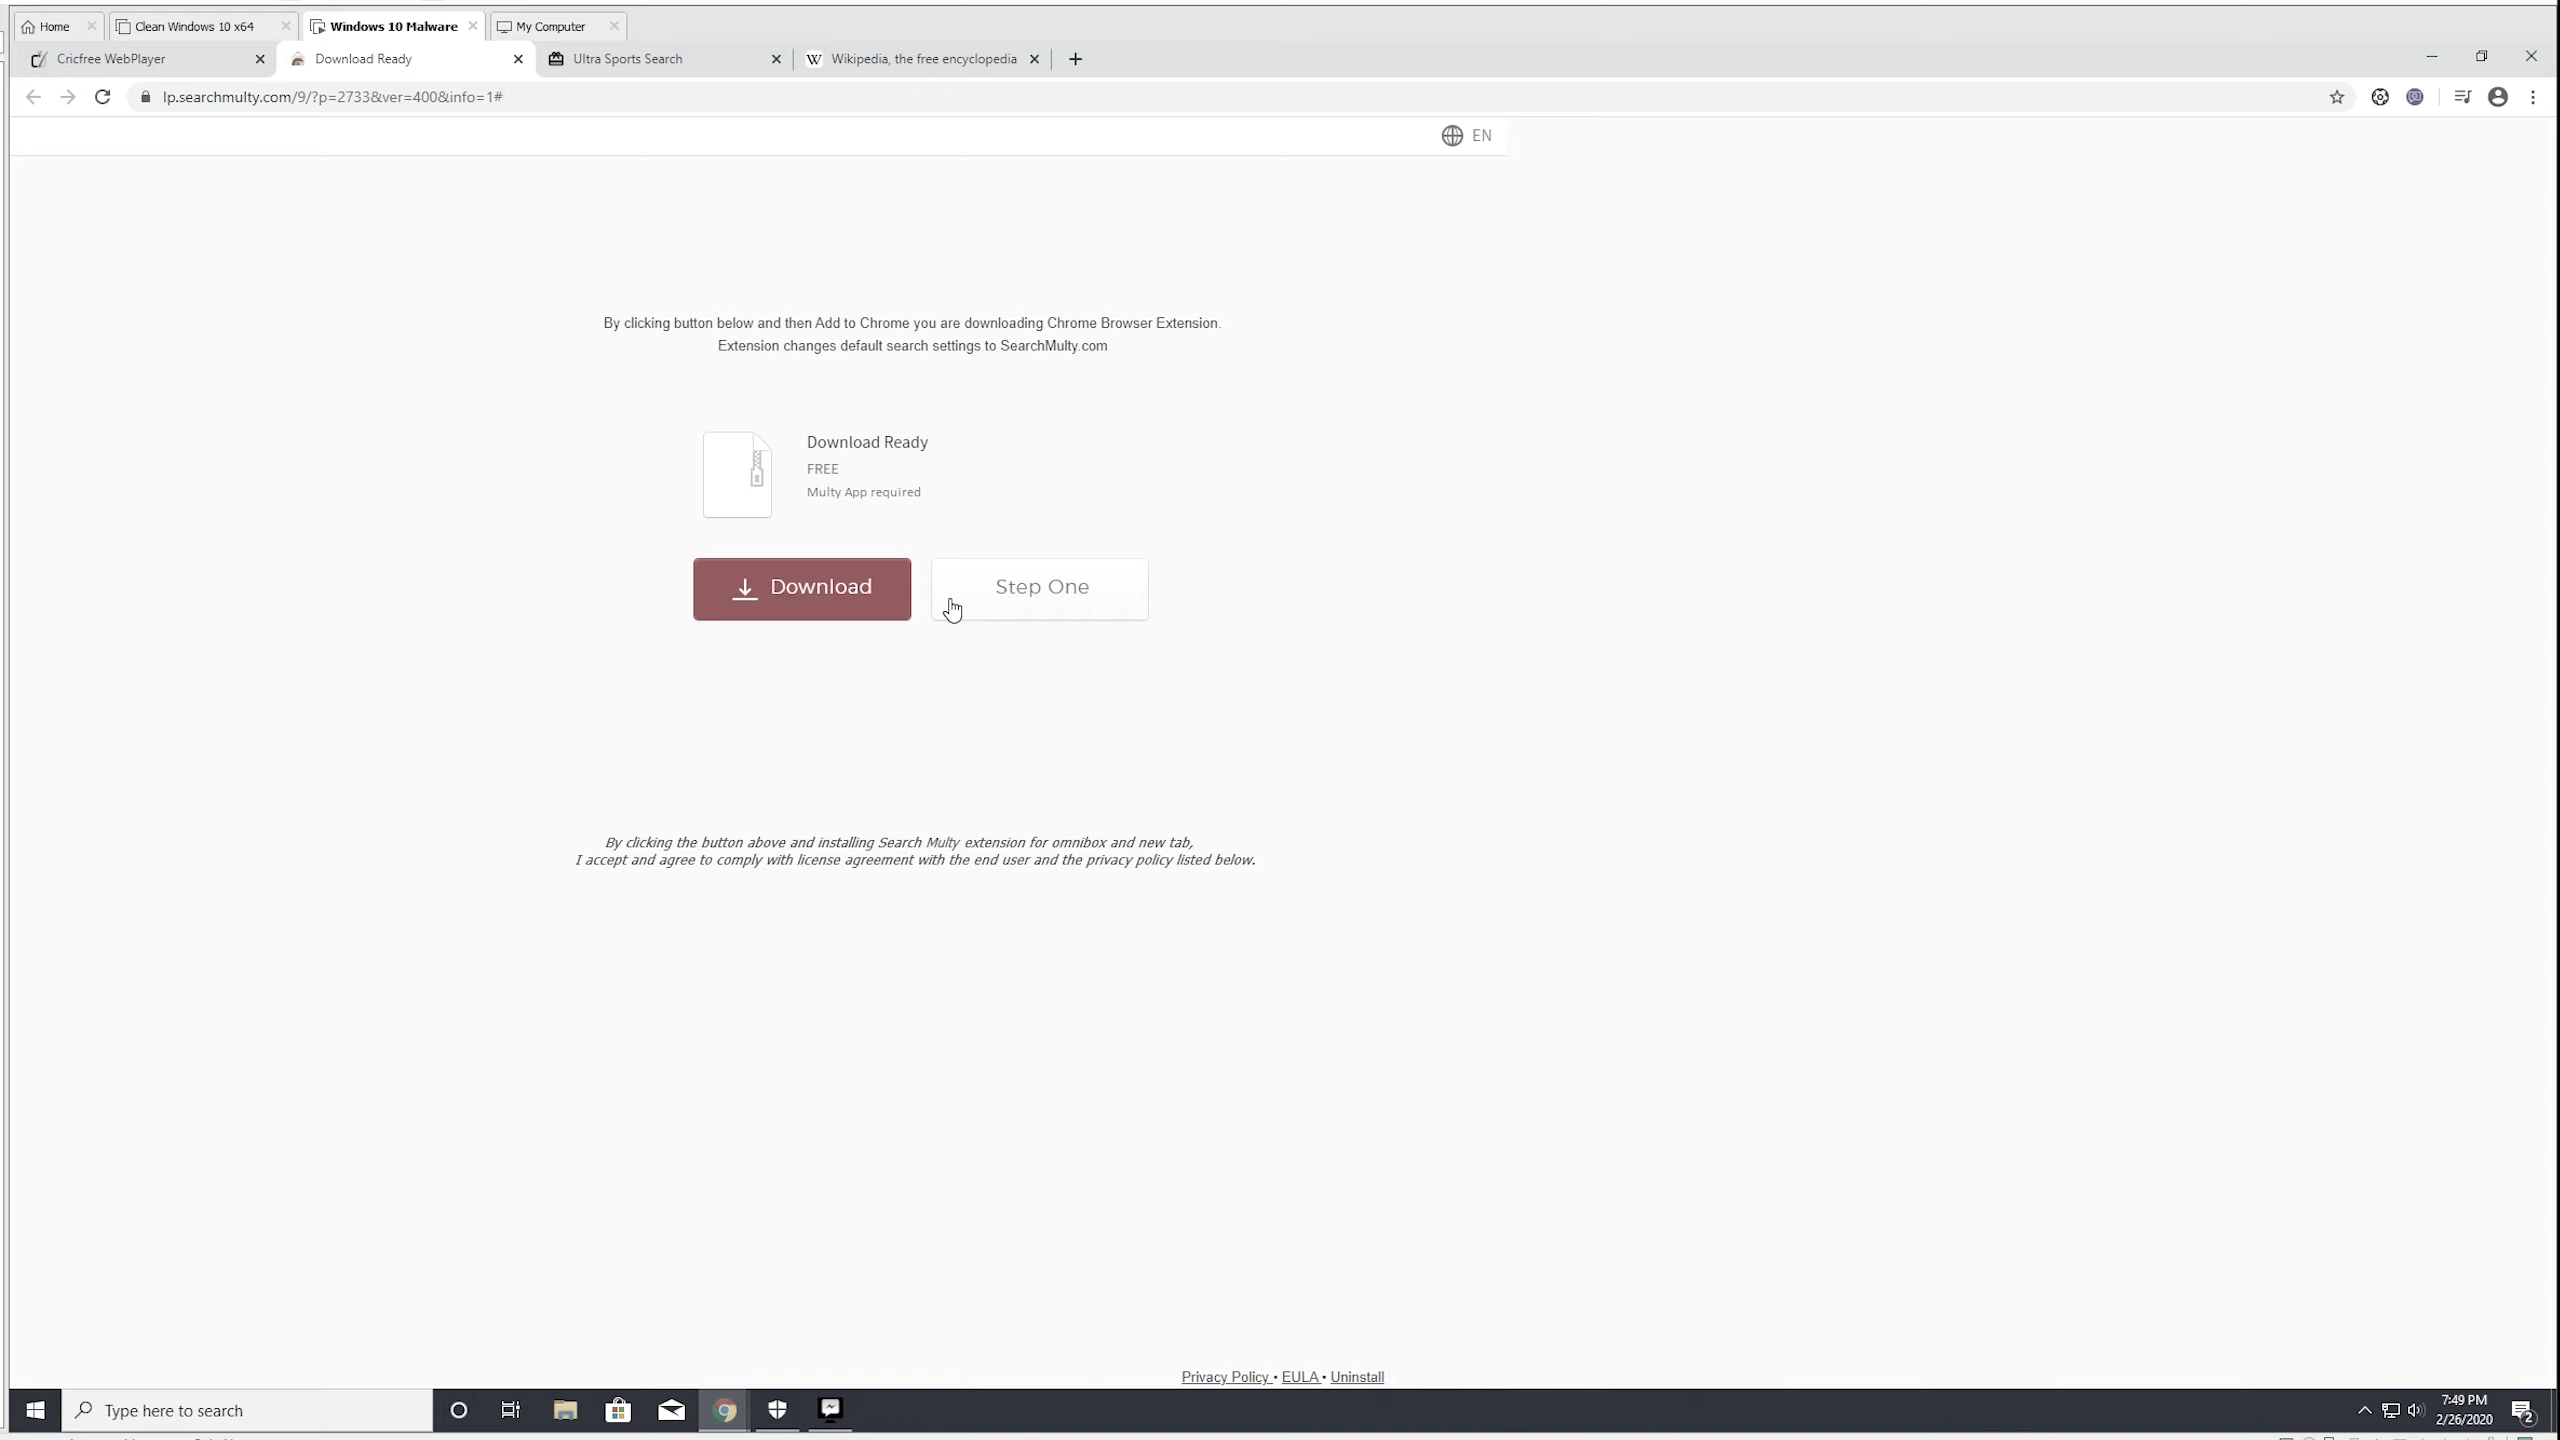 Home
Clean Windows 10 x64
Windows 10 Malware
My Computer
Cricfree WebPlayer
Download Ready
Ultra Sports Search
Wikipedia, the free encyclopedia
lp.searchmulty.com/9/?p=2733&ver=400&info=1#
EN
By clicking button below and then Add to Chrome you are downloading Chrome Browser Extension.
Extension changes default search settings to SearchMulty.com
Download Ready
FREE
Multy App required
Download
Step One
By clicking the button above and installing Search Multy extension for omnibox and new tab,
I accept and agree to comply with license agreement with the end user and the privacy policy listed below.
Privacy Policy • EULA • Uninstall
Type here to search
7:49 PM
2/26/2020
2